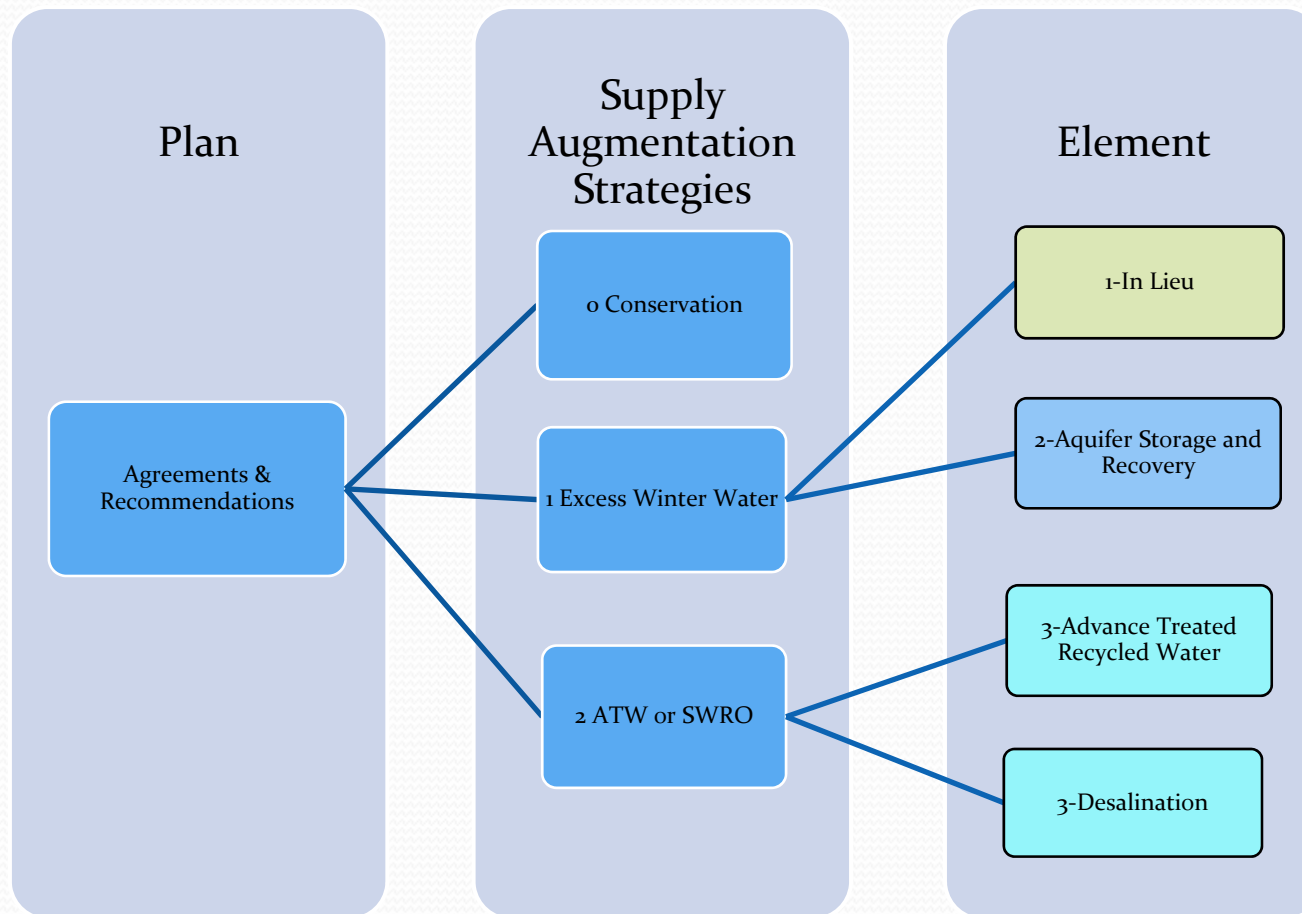 Plan
Supply
Augmentation
Strategies
Element
Agreements &
Recommendations
0 Conservation
1 Excess Winter Water
2 ATW or SWRO
1-In Lieu
2-Aquifer Storage and
Recovery
3-Advance Treated
Recycled Water
3-Desalination